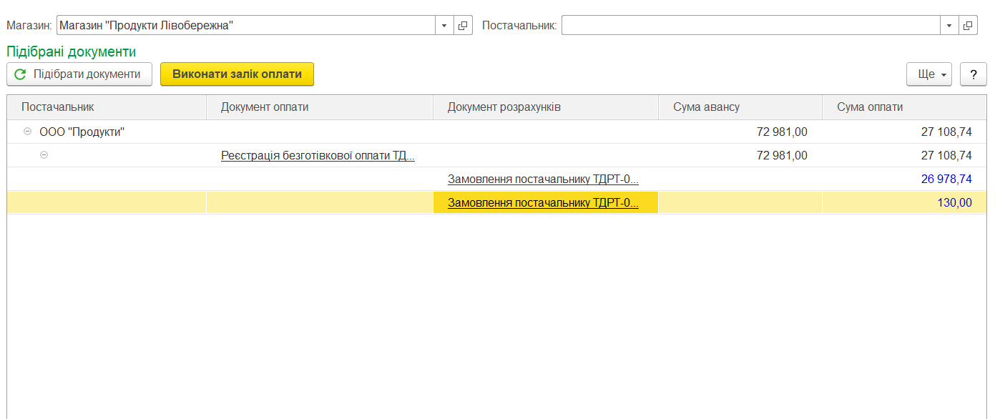 Магазин: Магазин "Продукти Лівобережна" Постачальник:
Підібрані документи
Підібрати документи Виконати залік оплати Ще ?
Постачальник Документ оплати Документ розрахунків Сума авансу Сума оплати
ООО "Продукти" 72 981,00 27 108,74
Реєстрація безготівкової оплати ТД... 72 981,00 27 108,74
Замовлення постачальнику ТДРТ-0... 26 978,74
Замовлення постачальнику ТДРТ-0... 130,00